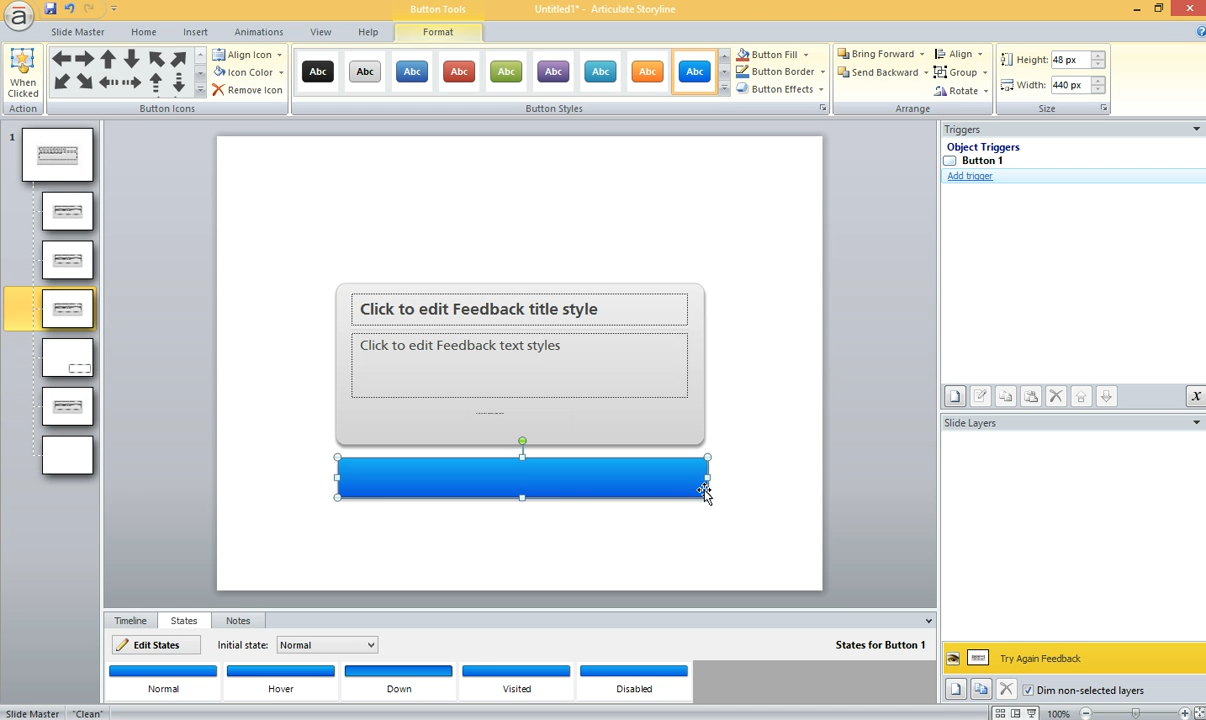 Button Tools
Untitled1* - Articulate Storyline
Slide Master
Home
Insert
Animations
View
Help
Format
When
Clicked
Align Icon
Icon Color
Remove Icon
Abc
Abc
Abc
Abc
Abc
Abc
Abc
Abc
Abc
Button Fill
Button Border
Button Effects
Bring Forward
Send Backward
Align
Group
Rotate
Height: 48 px
Width: 440 px
Action
Button Icons
Button Styles
Arrange
Size
1
Click to edit Feedback title style
Click to edit Feedback text styles
Triggers
Object Triggers
Button 1
Add trigger
x
Slide Layers
Try Again Feedback
Dim non-selected layers
Timeline
States
Notes
Edit States
Initial state:
Normal
States for Button 1
Normal
Hover
Down
Visited
Disabled
Slide Master
"Clean"
100%